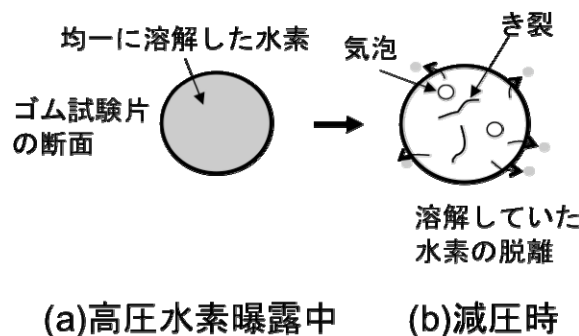 均一に溶解した水素
ゴム試験片
の断面
気泡
き裂
溶解していた
水素の脱離
(a)高圧水素曝露中
(b)減圧時